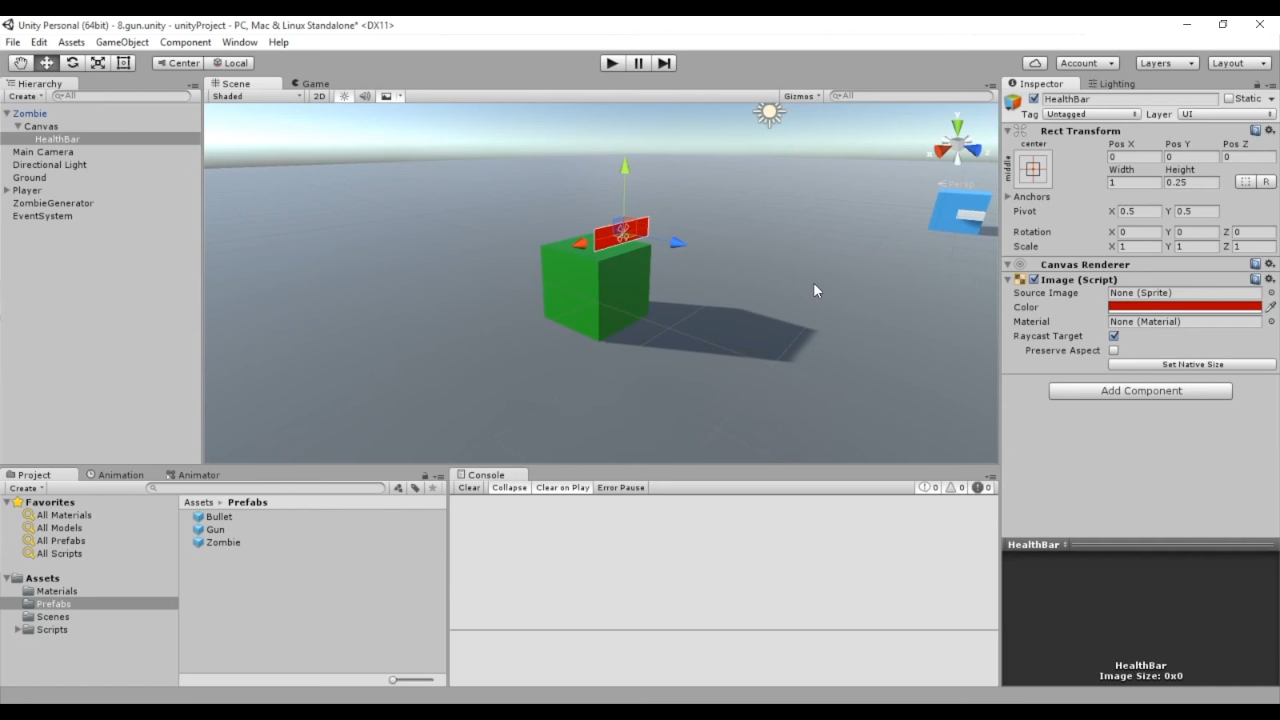 Unity Personal (64bit) - 8.gun.unity - unityProject - PC, Mac & Linux Standalone* <DX11>
File Edit Assets GameObject Component Window Help
Center Local Account Layers Layout
Hierarchy
Create All
Zombie
Canvas
HealthBar
Main Camera
Directional Light
Ground
Player
ZombieGenerator
EventSystem
Scene Game
Shaded 2D Gizmos All
Persp
Inspector Lighting
HealthBar Static
Tag Untagged Layer UI
Rect Transform
center Pos X Pos Y Pos Z
middle 0 0 0
Width Height
1 0.25 R
Anchors
Pivot X 0.5 Y 0.5
Rotation X 0 Y 0 Z 0
Scale X 1 Y 1 Z 1
Canvas Renderer
Image (Script)
Source Image None (Sprite)
Color
Material None (Material)
Raycast Target
Preserve Aspect
Set Native Size
Add Component
Project Animation Animator
Create
Favorites
All Materials
All Models
All Prefabs
All Scripts
Assets
Materials
Prefabs
Scenes
Scripts
Assets Prefabs
Bullet
Gun
Zombie
Console
Clear Collapse Clear on Play Error Pause 0 0 0
HealthBar
HealthBar
Image Size: 0x0